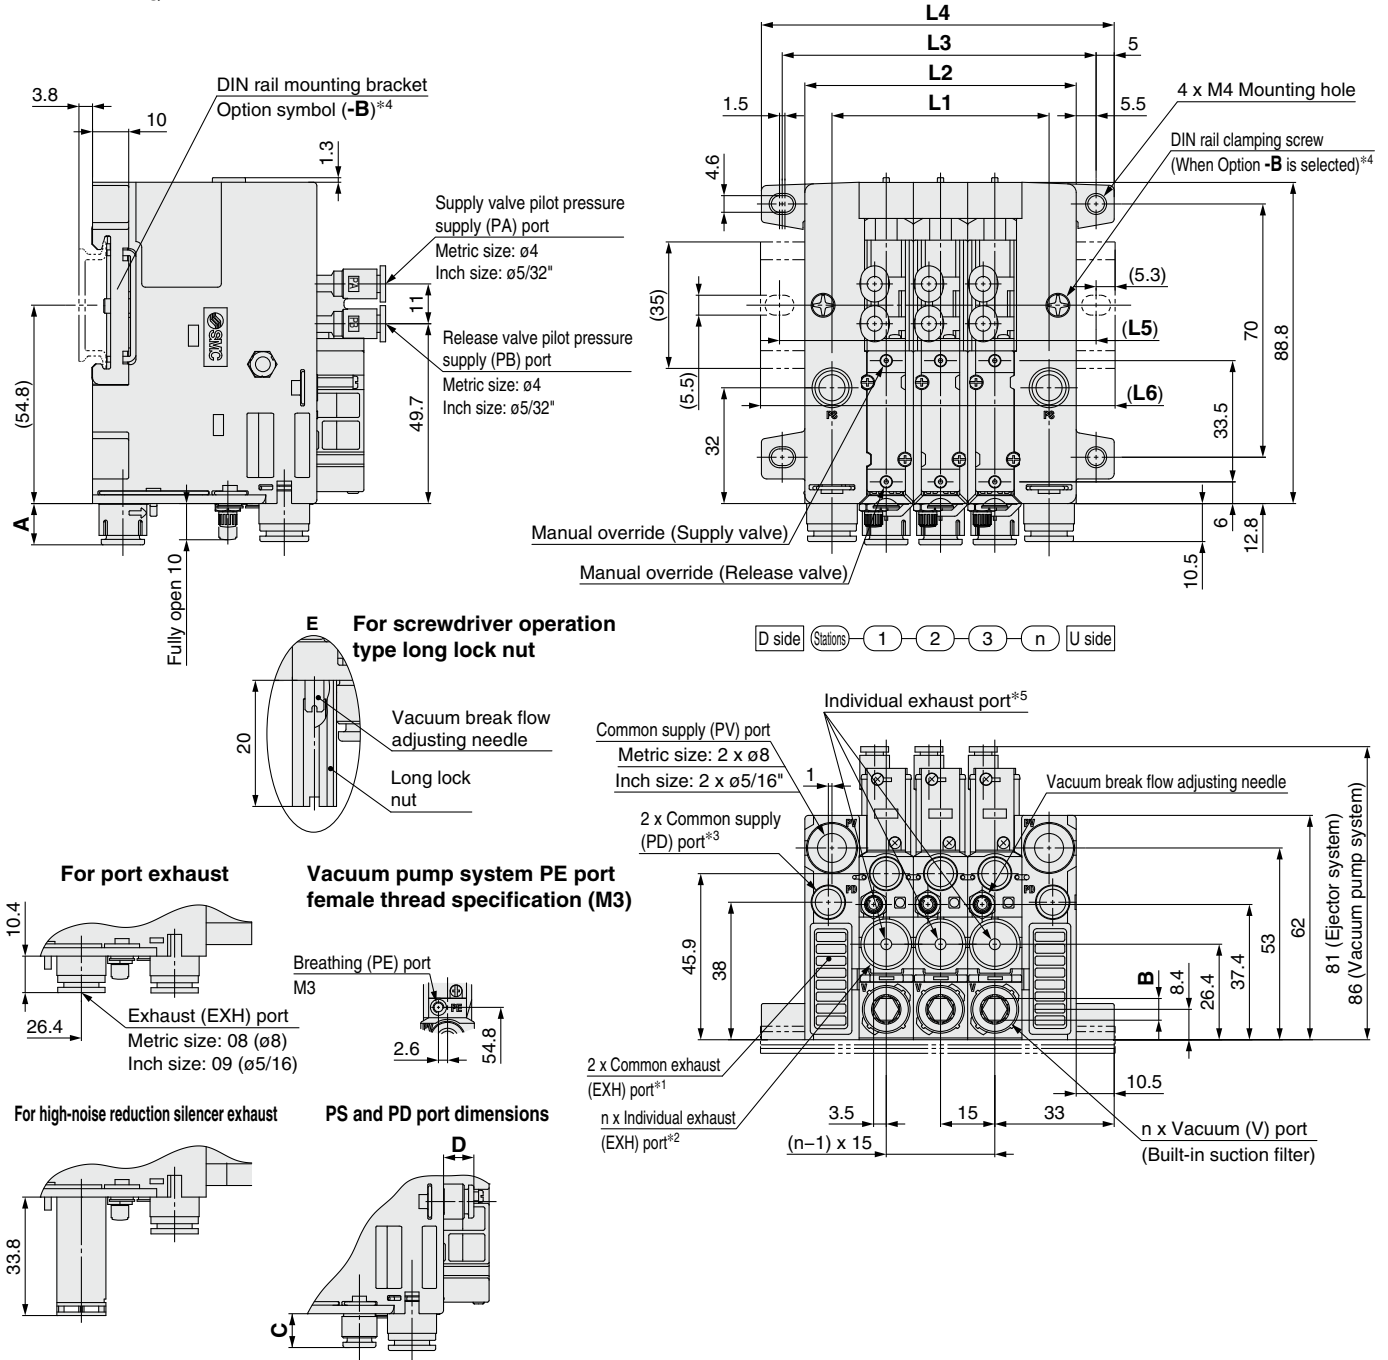 3.8
10
DIN rail mounting bracket
Option symbol (-B)*4
1.3
Supply valve pilot pressure
supply (PA) port
Metric size: ø4
Inch size: ø5/32"
PA
11
PB
Release valve pilot pressure
supply (PB) port
Metric size: ø4
Inch size: ø5/32"
SMC
(54.8)
49.7
A
Fully open 10
L4
L3
5
L2
L1
1.5
5.5
4 x M4 Mounting hole
DIN rail clamping screw
(When Option -B is selected)*4
4.6
(35)
(5.5)
32
(5.3)
(L5)
(L6)
70
88.8
33.5
PS
PS
6
12.8
10.5
Manual override (Supply valve)
Manual override (Release valve)
E
For screwdriver operation
type long lock nut
20
Vacuum break flow
adjusting needle
Long lock
nut
D side
Stations
1
2
3
n
U side
Individual exhaust port*5
Common supply (PV) port
Metric size: 2 x ø8
Inch size: 2 x ø5/16"
1
2 x Common supply
(PD) port*3
Vacuum break flow adjusting needle
PV
PV
PD
PD
V
V
V
45.9
38
B
8.4
26.4
37.4
53
62
81 (Ejector system)
86 (Vacuum pump system)
2 x Common exhaust
(EXH) port*1
n x Individual exhaust
(EXH) port*2
3.5
15
33
10.5
(n−1) x 15
n x Vacuum (V) port
(Built-in suction filter)
For port exhaust
10.4
26.4
Exhaust (EXH) port
Metric size: 08 (ø8)
Inch size: 09 (ø5/16)
Vacuum pump system PE port
female thread specification (M3)
Breathing (PE) port
M3
PE
PV
2.6
54.8
For high-noise reduction silencer exhaust
33.8
PS and PD port dimensions
D
C